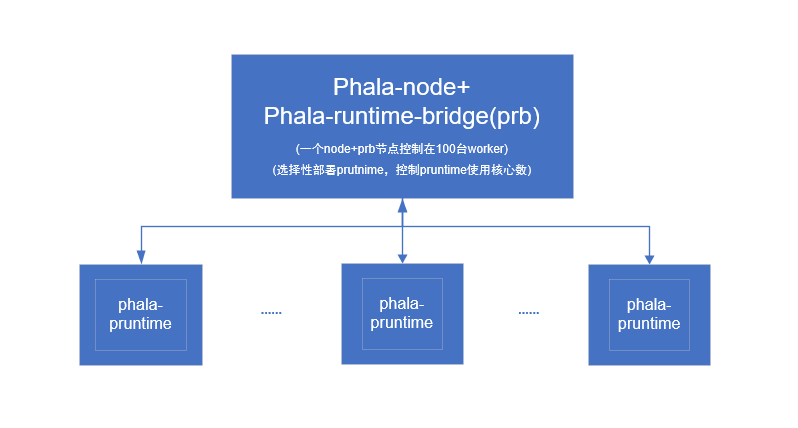 Phala-node+
Phala-runtime-bridge(prb)
(一个node+prb节点控制在100台worker)
(选择性部署prutnime，控制pruntime使用核心数)
phala-
pruntime
......
phala-
pruntime
......
phala-
pruntime